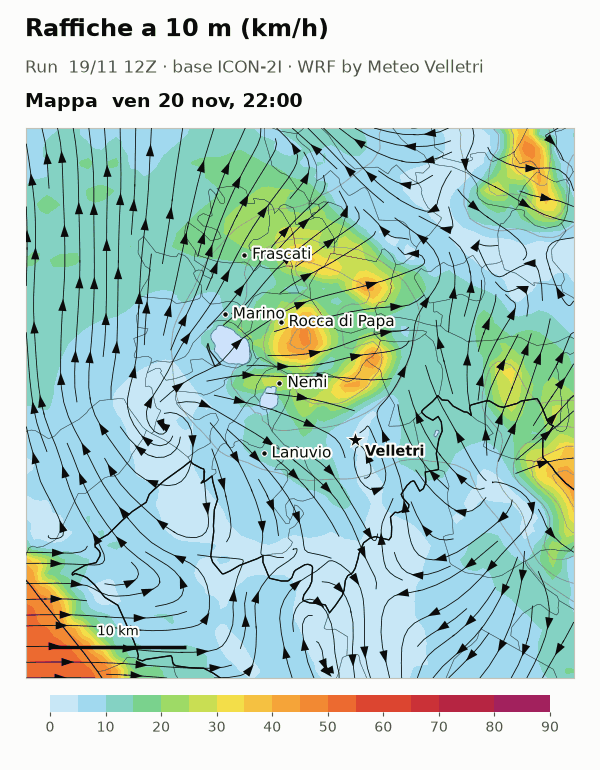 Raffiche a 10 m (km/h)
Run 19/11 12Z · base ICON-2I · WRF by Meteo Velletri
Mappa ven 20 nov, 22:00
Frascati
Marino
Rocca di Papa
Nemi
Velletri
Lanuvio
10 km
0 10 20 30 40 50 60 70 80 90